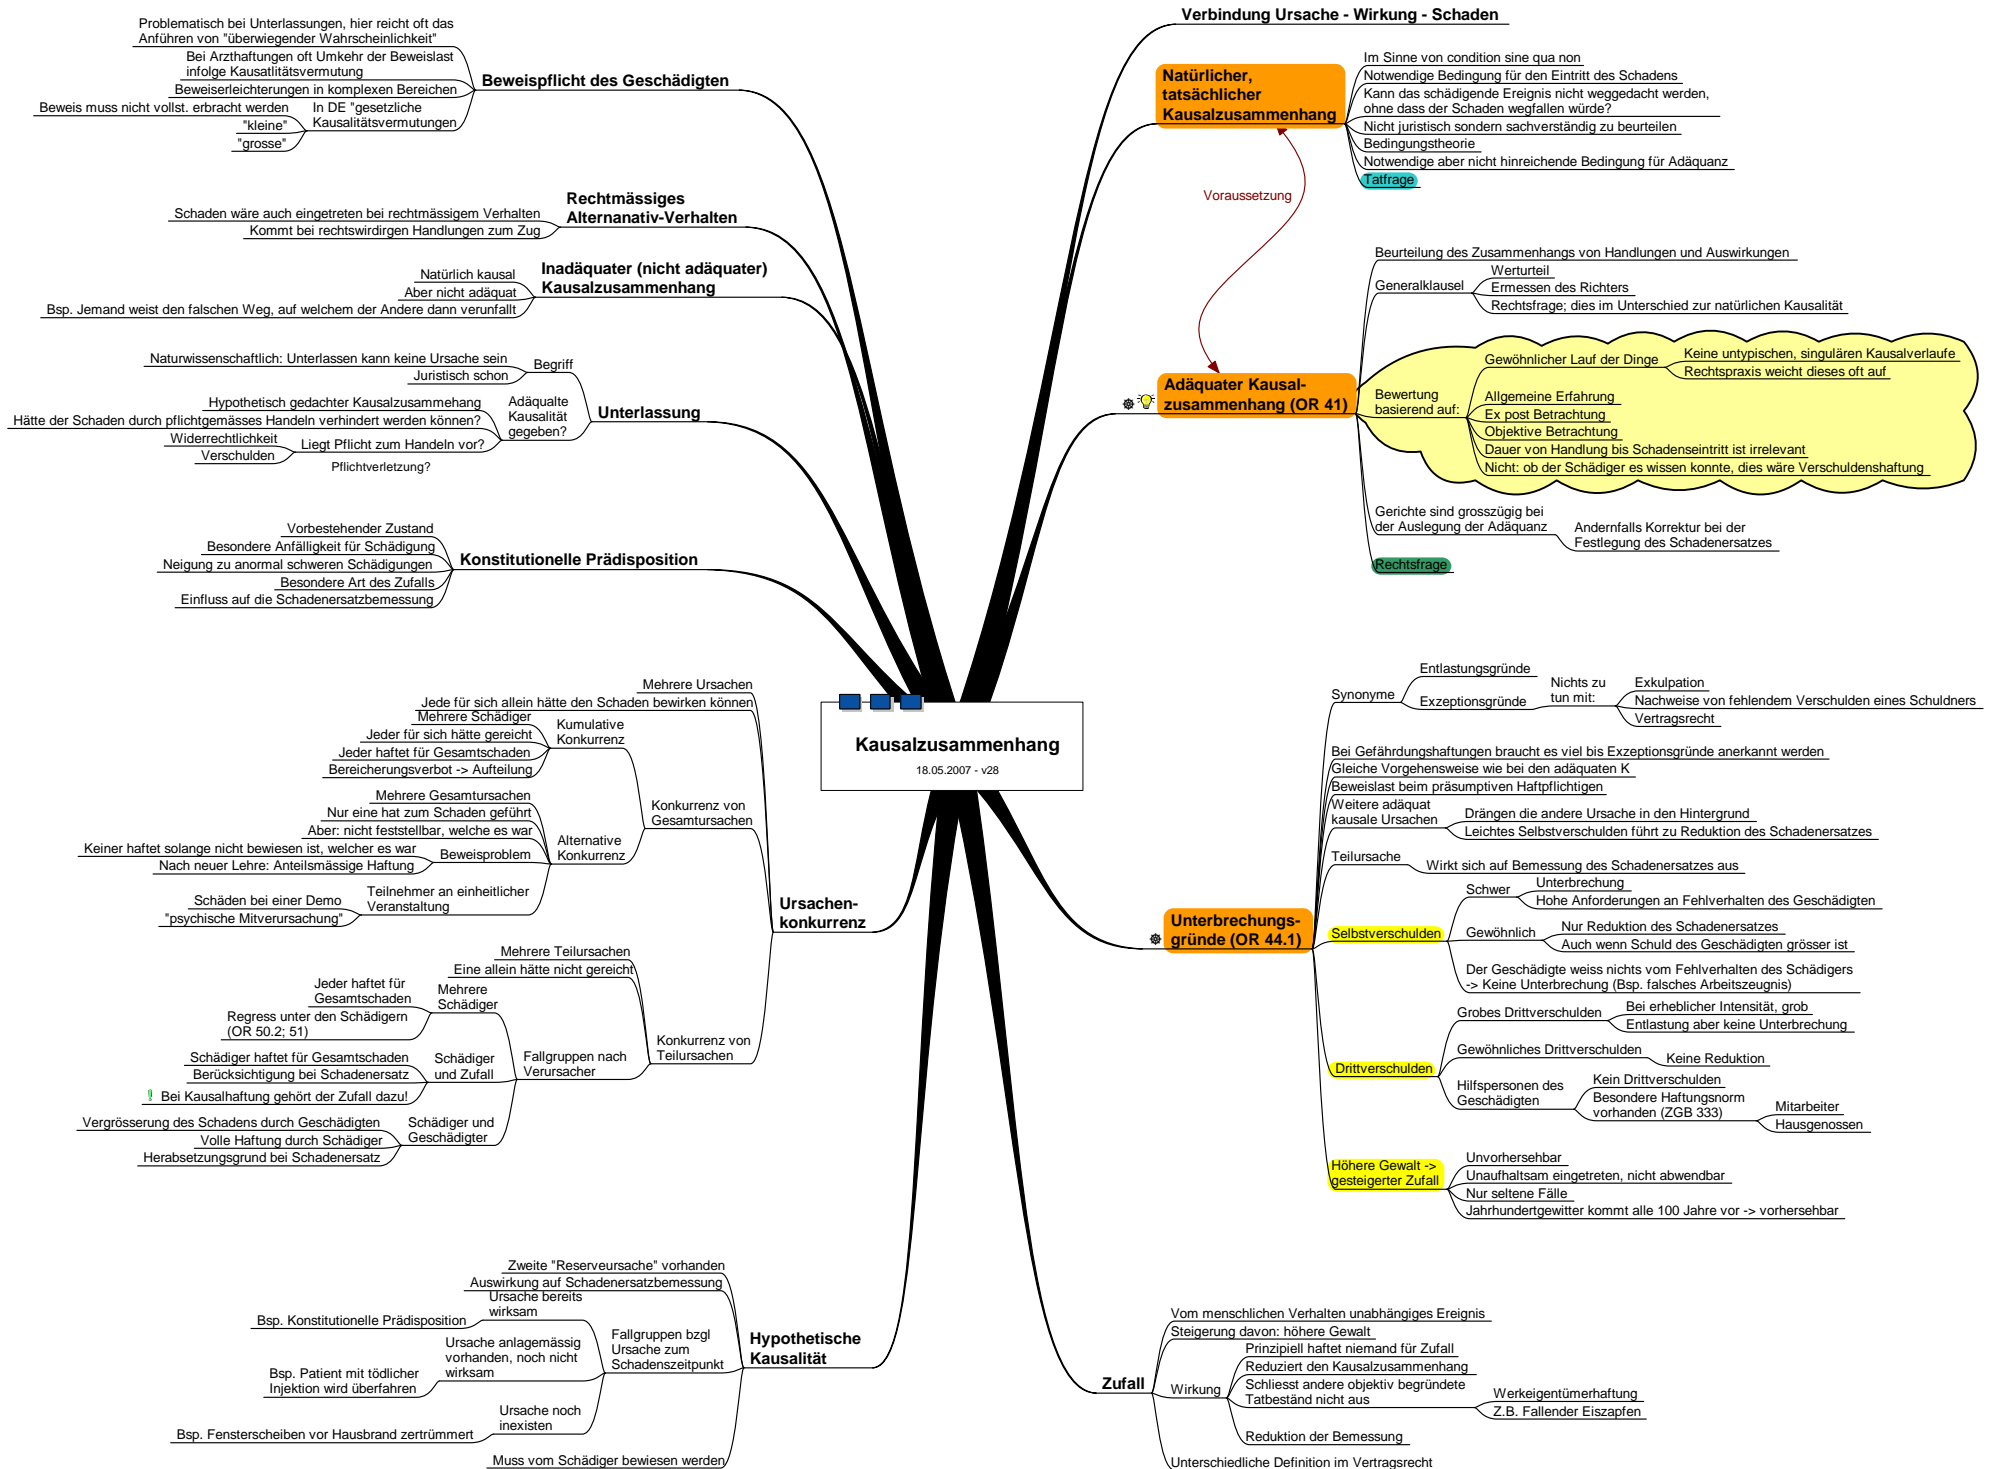 Kausalzusammenhang
18.05.2007 - v28
Verbindung Ursache - Wirkung - Schaden
Natürlicher,
tatsächlicher
Kausalzusammenhang
Im Sinne von condition sine qua non
Notwendige Bedingung für den Eintritt des Schadens
Kann das schädigende Ereignis nicht weggedacht werden,
ohne dass der Schaden wegfallen würde?
Nicht juristisch sondern sachverständig zu beurteilen
Bedingungstheorie
Notwendige aber nicht hinreichende Bedingung für Adäquanz
Tatfrage
Voraussetzung
Adäquater Kausal-
zusammenhang (OR 41)
Beurteilung des Zusammenhangs von Handlungen und Auswirkungen
Generalklausel
Werturteil
Ermessen des Richters
Rechtsfrage; dies im Unterschied zur natürlichen Kausalität
Bewertung
basierend auf:
Gewöhnlicher Lauf der Dinge
Keine untypischen, singulären Kausalverlaufe
Rechtspraxis weicht dieses oft auf
Allgemeine Erfahrung
Ex post Betrachtung
Objektive Betrachtung
Dauer von Handlung bis Schadenseintritt ist irrelevant
Nicht: ob der Schädiger es wissen konnte, dies wäre Verschuldenshaftung
Gerichte sind grosszügig bei
der Auslegung der Adäquanz
Andernfalls Korrektur bei der
Festlegung des Schadenersatzes
Rechtsfrage
Unterbrechungs-
gründe (OR 44.1)
Synonyme
Entlastungsgründe
Exzeptionsgründe
Nichts zu
tun mit:
Exkulpation
Nachweise von fehlendem Verschulden eines Schuldners
Vertragsrecht
Bei Gefährdungshaftungen braucht es viel bis Exzeptionsgründe anerkannt werden
Gleiche Vorgehensweise wie bei den adäquaten K
Beweislast beim präsumptiven Haftpflichtigen
Weitere adäquat
kausale Ursachen
Drängen die andere Ursache in den Hintergrund
Leichtes Selbstverschulden führt zu Reduktion des Schadenersatzes
Teilursache
Wirkt sich auf Bemessung des Schadenersatzes aus
Selbstverschulden
Schwer
Unterbrechung
Hohe Anforderungen an Fehlverhalten des Geschädigten
Gewöhnlich
Nur Reduktion des Schadenersatzes
Auch wenn Schuld des Geschädigten grösser ist
Der Geschädigte weiss nichts vom Fehlverhalten des Schädigers
-> Keine Unterbrechung (Bsp. falsches Arbeitszeugnis)
Drittverschulden
Grobes Drittverschulden
Bei erheblicher Intensität, grob
Entlastung aber keine Unterbrechung
Gewöhnliches Drittverschulden
Keine Reduktion
Hilfspersonen des
Geschädigten
Kein Drittverschulden
Besondere Haftungsnorm
vorhanden (ZGB 333)
Mitarbeiter
Hausgenossen
Höhere Gewalt ->
gesteigerter Zufall
Unvorhersehbar
Unaufhaltsam eingetreten, nicht abwendbar
Nur seltene Fälle
Jahrhundertgewitter kommt alle 100 Jahre vor -> vorhersehbar
Zufall
Vom menschlichen Verhalten unabhängiges Ereignis
Steigerung davon: höhere Gewalt
Wirkung
Prinzipiell haftet niemand für Zufall
Reduziert den Kausalzusammenhang
Schliesst andere objektiv begründete
Tatbeständ nicht aus
Werkeigentümerhaftung
Z.B. Fallender Eiszapfen
Reduktion der Bemessung
Unterschiedliche Definition im Vertragsrecht
Beweispflicht des Geschädigten
Problematisch bei Unterlassungen, hier reicht oft das
Anführen von "überwiegender Wahrscheinlichkeit"
Bei Arzthaftungen oft Umkehr der Beweislast
infolge Kausatlitätsvermutung
Beweiserleichterungen in komplexen Bereichen
In DE "gesetzliche
Kausalitätsvermutungen
Beweis muss nicht vollst. erbracht werden
"kleine"
"grosse"
Rechtmässiges
Alternanativ-Verhalten
Schaden wäre auch eingetreten bei rechtmässigem Verhalten
Kommt bei rechtswirdirgen Handlungen zum Zug
Inadäquater (nicht adäquater)
Kausalzusammenhang
Natürlich kausal
Aber nicht adäquat
Bsp. Jemand weist den falschen Weg, auf welchem der Andere dann verunfallt
Unterlassung
Begriff
Naturwissenschaftlich: Unterlassen kann keine Ursache sein
Juristisch schon
Adäqualte
Kausalität
gegeben?
Hypothetisch gedachter Kausalzusammehang
Hätte der Schaden durch pflichtgemässes Handeln verhindert werden können?
Liegt Pflicht zum Handeln vor?
Widerrechtlichkeit
Verschulden
Pflichtverletzung?
Konstitutionelle Prädisposition
Vorbestehender Zustand
Besondere Anfälligkeit für Schädigung
Neigung zu anormal schweren Schädigungen
Besondere Art des Zufalls
Einfluss auf die Schadenersatzbemessung
Ursachen-
konkurrenz
Mehrere Ursachen
Jede für sich allein hätte den Schaden bewirken können
Konkurrenz von
Gesamtursachen
Kumulative
Konkurrenz
Mehrere Schädiger
Jeder für sich hätte gereicht
Jeder haftet für Gesamtschaden
Bereicherungsverbot -> Aufteilung
Alternative
Konkurrenz
Mehrere Gesamtursachen
Nur eine hat zum Schaden geführt
Aber: nicht feststellbar, welche es war
Beweisproblem
Keiner haftet solange nicht bewiesen ist, welcher es war
Nach neuer Lehre: Anteilsmässige Haftung
Teilnehmer an einheitlicher
Veranstaltung
Schäden bei einer Demo
"psychische Mitverursachung"
Konkurrenz von
Teilursachen
Mehrere Teilursachen
Eine allein hätte nicht gereicht
Fallgruppen nach
Verursacher
Mehrere
Schädiger
Jeder haftet für
Gesamtschaden
Regress unter den Schädigern
(OR 50.2; 51)
Schädiger
und Zufall
Schädiger haftet für Gesamtschaden
Berücksichtigung bei Schadenersatz
Bei Kausalhaftung gehört der Zufall dazu!
Schädiger und
Geschädigter
Vergrösserung des Schadens durch Geschädigten
Volle Haftung durch Schädiger
Herabsetzungsgrund bei Schadenersatz
Hypothetische
Kausalität
Zweite "Reserveursache" vorhanden
Auswirkung auf Schadenersatzbemessung
Fallgruppen bzgl
Ursache zum
Schadenszeitpunkt
Ursache bereits
wirksam
Bsp. Konstitutionelle Prädisposition
Ursache anlagemässig
vorhanden, noch nicht
wirksam
Bsp. Patient mit tödlicher
Injektion wird überfahren
Ursache noch
inexisten
Bsp. Fensterscheiben vor Hausbrand zertrümmert
Muss vom Schädiger bewiesen werden